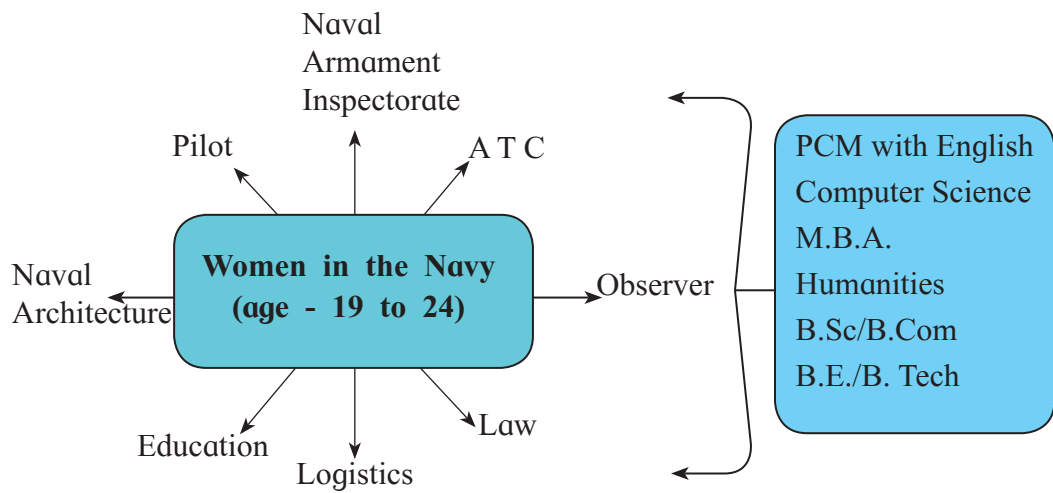 Naval
Armament
Inspectorate
Pilot
A T C
Women in the Navy
(age - 19 to 24)
Naval
Architecture
Observer
Education
Logistics
Law
PCM with English
Computer Science
M.B.A.
Humanities
B.Sc/B.Com
B.E./B. Tech